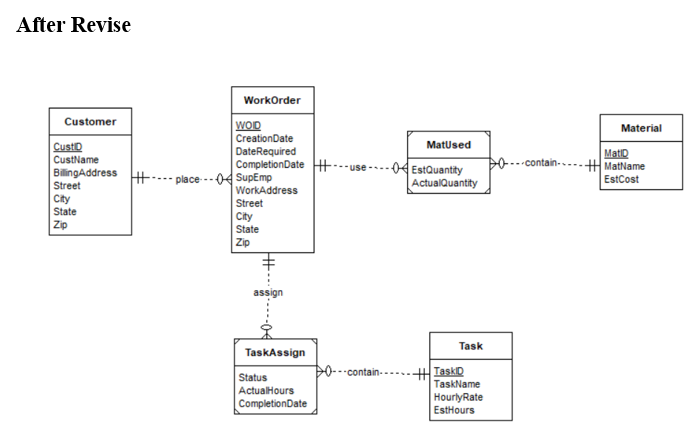 After Revise
Customer
CustID
CustName
BillingAddress
Street
City
State
Zip
place
WorkOrder
WOID
CreationDate
DateRequired
CompletionDate
SupEmp
WorkAddress
Street
City
State
Zip
use
MatUsed
EstQuantity
ActualQuantity
contain
Material
MatID
MatName
EstCost
assign
TaskAssign
Status
ActualHours
CompletionDate
contain
Task
TaskID
TaskName
HourlyRate
EstHours